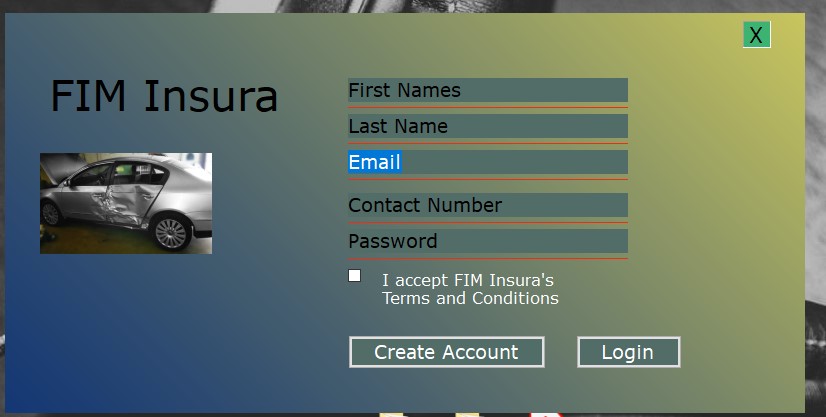 X
FIM Insura
First Names
Last Name
Email
Contact Number
Password
I accept FIM Insura's
Terms and Conditions
Create Account
Login